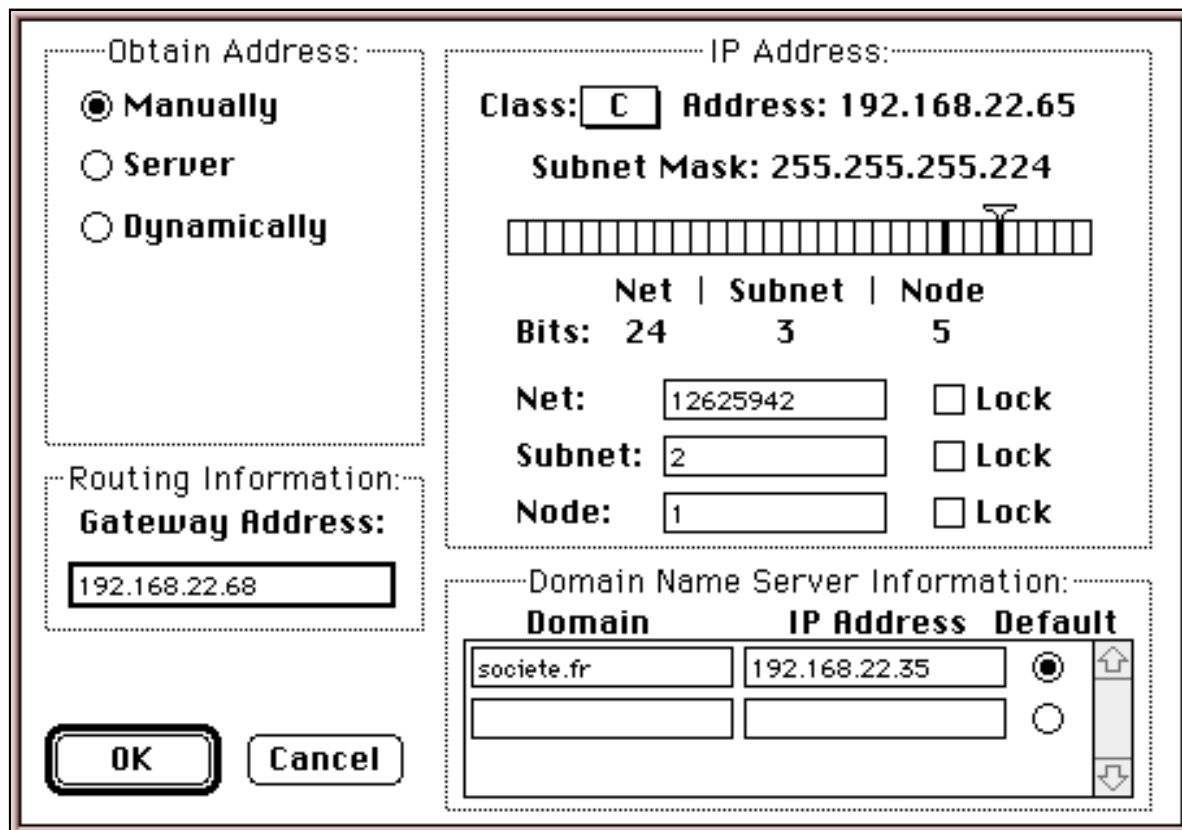 Obtain Address:
Manually
Server
Dynamically
Routing Information:
Gateway Address:
192.168.22.68
OK
Cancel
IP Address:
Class: C Address: 192.168.22.65
Subnet Mask: 255.255.255.224
Net | Subnet | Node
Bits: 24 3 5
Net: 12625942 Lock
Subnet: 2 Lock
Node: 1 Lock
Domain Name Server Information:
Domain IP Address Default
societe.fr 192.168.22.35